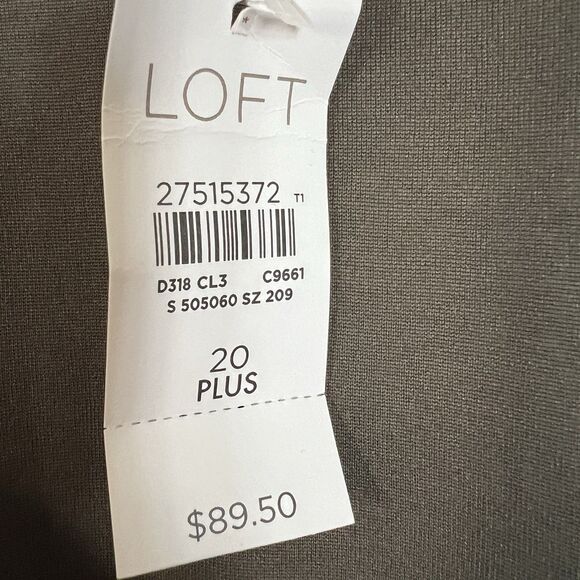 LOFT
27515372 T1
D318 CL3 C9661
S 505060 SZ 209
20
PLUS
$89.50